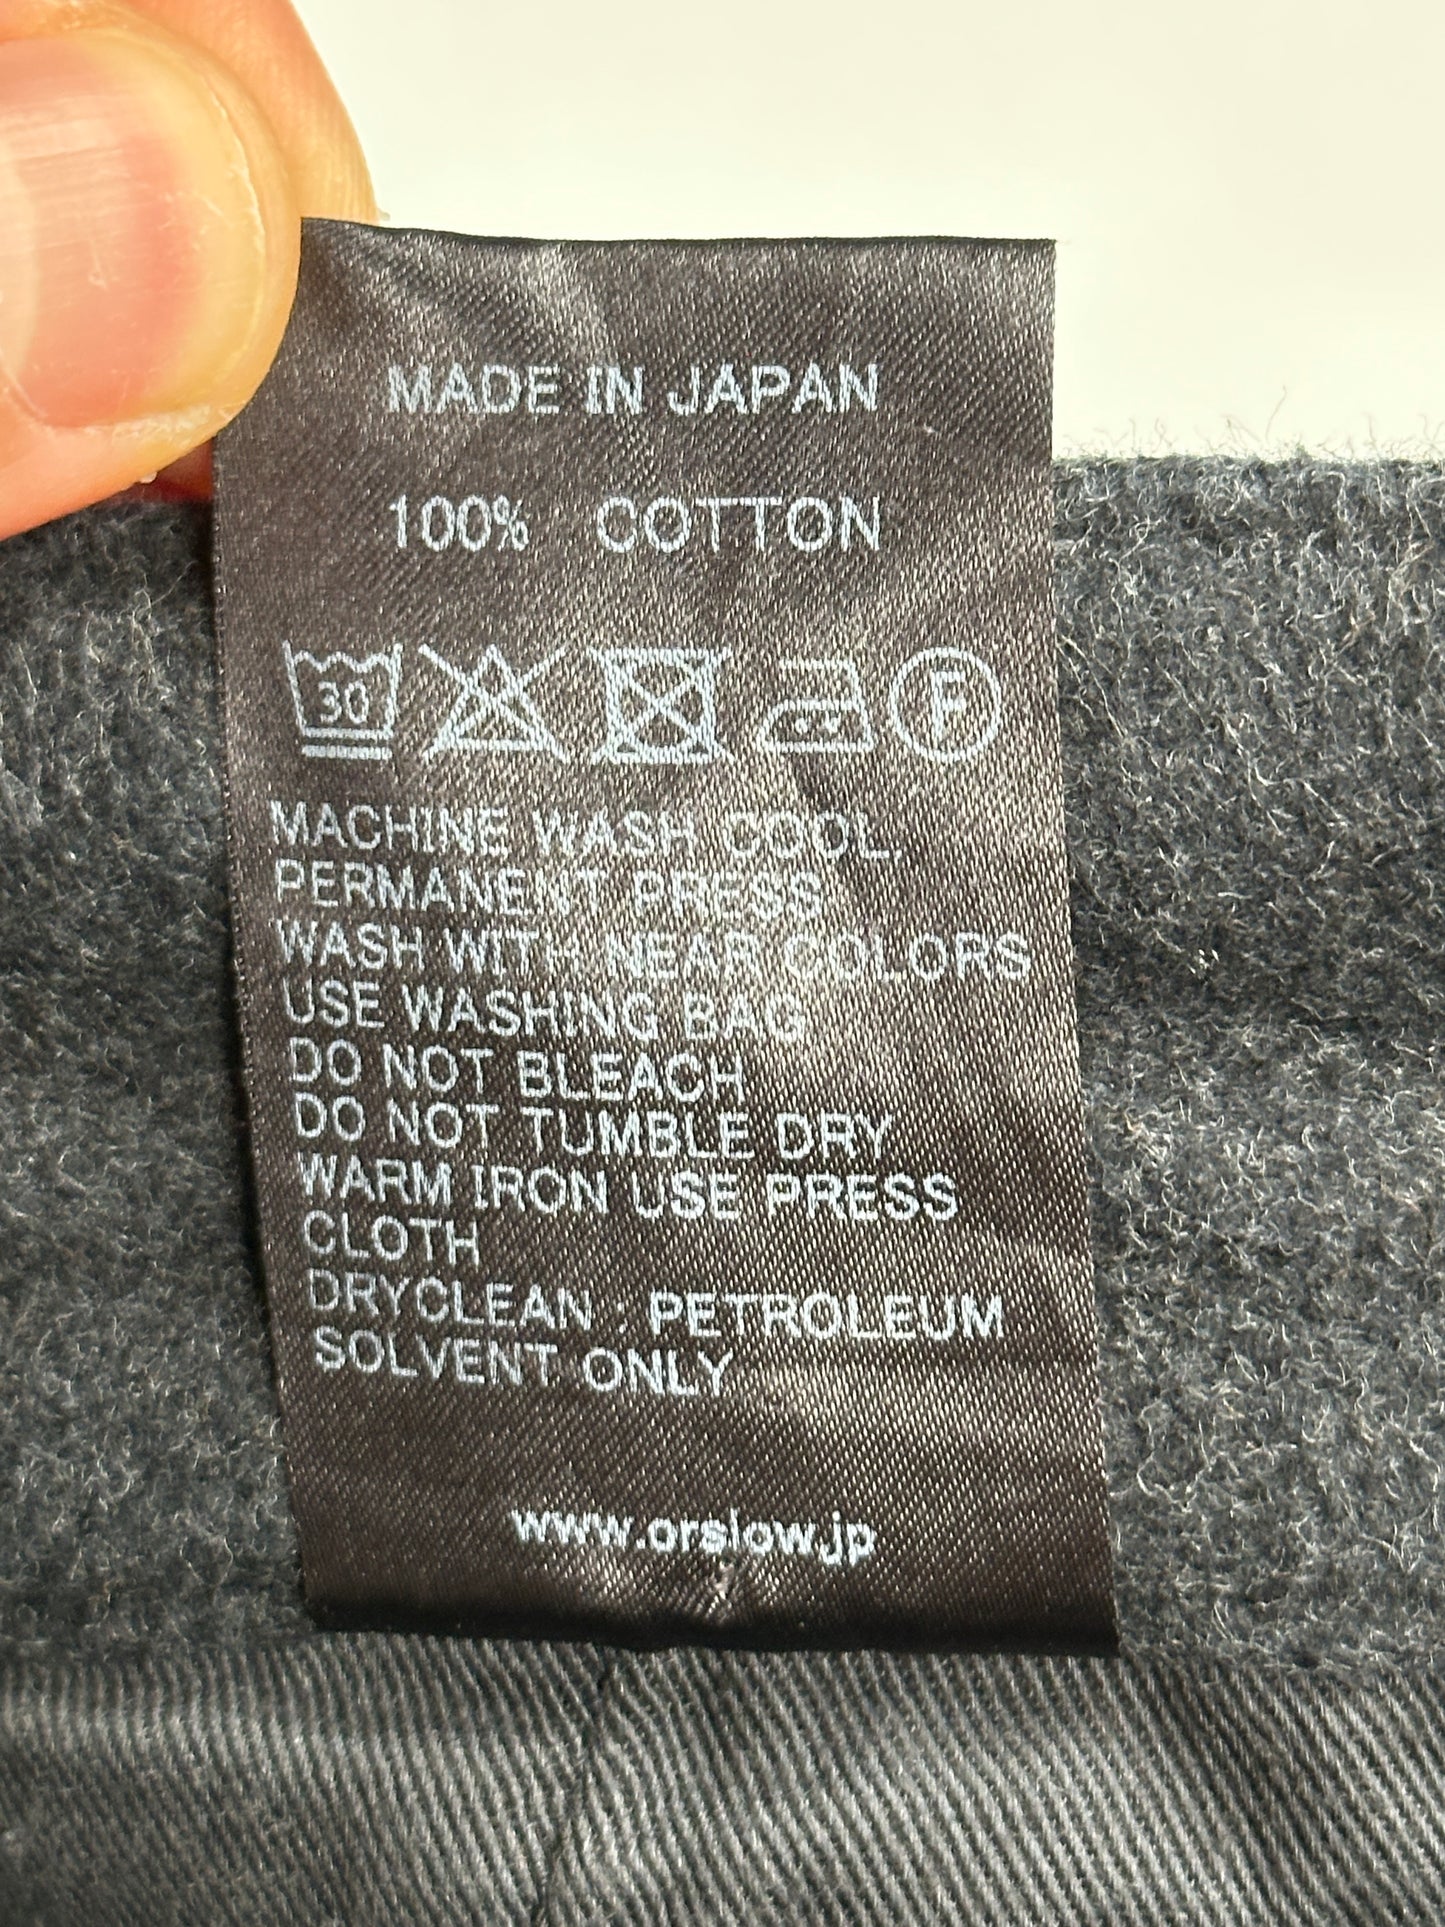 MADE IN JAPAN
100% COTTON
30 F
MACHINE WASH COOL,
PERMANENT PRESS
WASH WITH NEAR COLORS
USE WASHING BAG
DO NOT BLEACH
DO NOT TUMBLE DRY
WARM IRON USE PRESS
CLOTH
DRYCLEAN : PETROLEUM
SOLVENT ONLY
www.orslow.jp